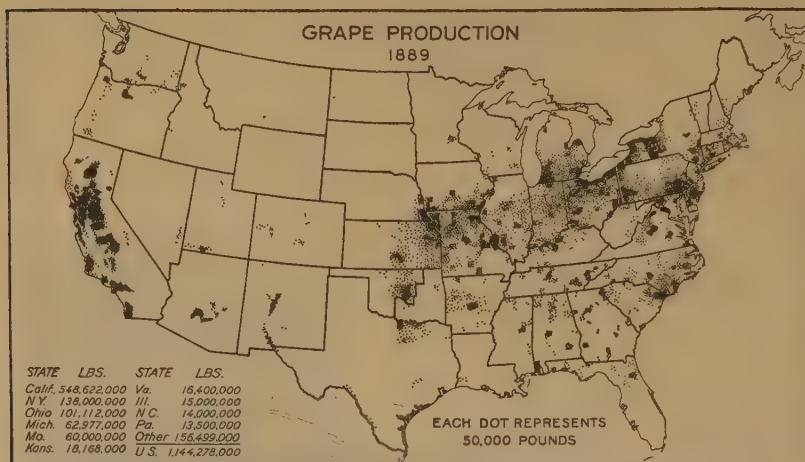 GRAPE PRODUCTION
1889
STATE LBS. STATE LBS.
Calif. 548,622,000 Va. 16,400,000
N.Y. 138,000,000 Ill. 15,000,000
Ohio 101,112,000 N.C. 14,000,000
Mich. 62,977,000 Pa. 13,500,000
Mo. 60,000,000 Other 156,499,000
Kans. 18,168,000 U.S. 1,144,278,000
EACH DOT REPRESENTS
50,000 POUNDS